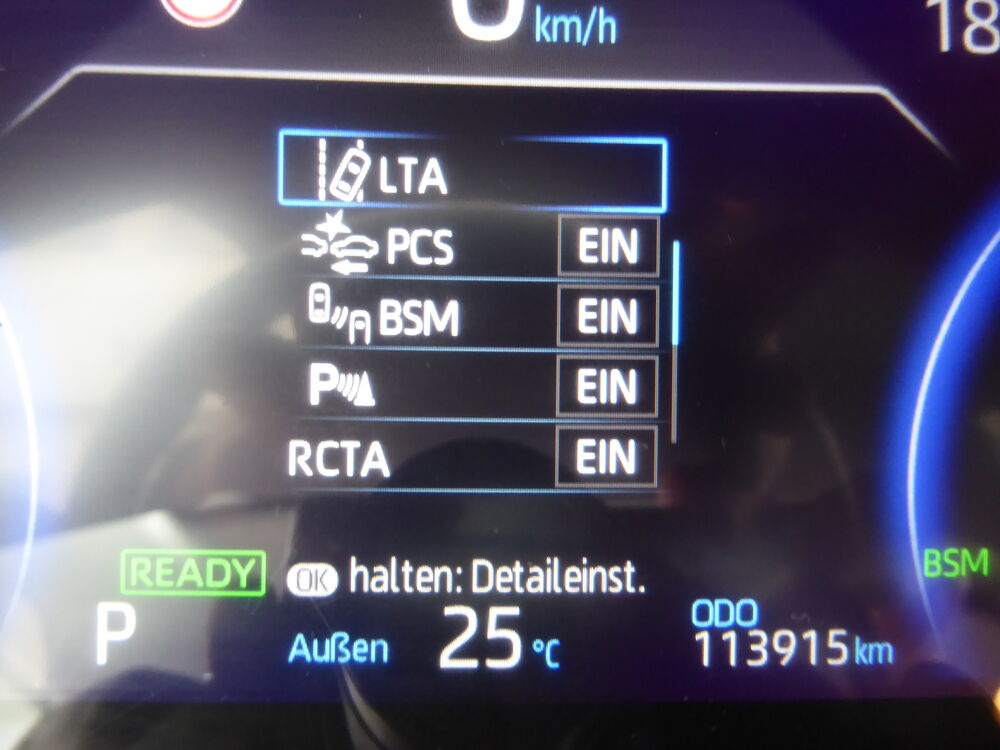 km/h
18
LTA
PCS EIN
BSM EIN
P EIN
RCTA EIN
READY OK halten: Detaileinst.
BSM
P Außen 25 °C
ODO
113915 km